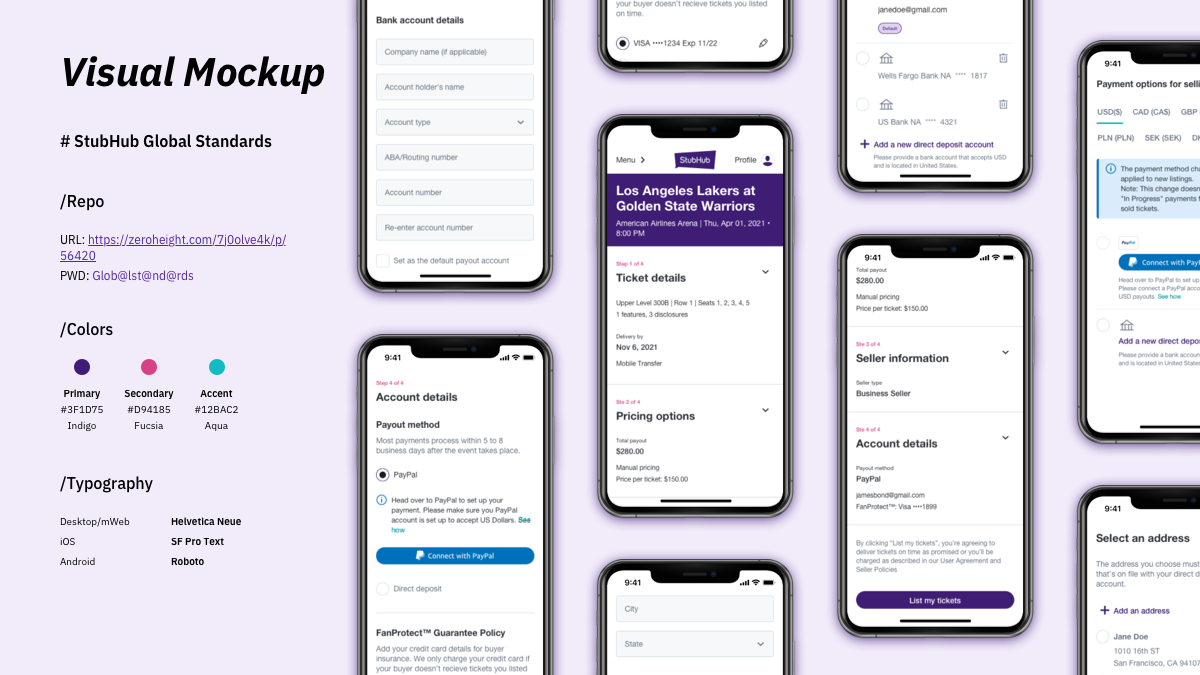 Visual Mockup
# StubHub Global Standards
/Repo
URL: https://zeroheight.com/7j0olve4k/p/
56420
PWD: Glob@lst@nd@rds
/Colors
Primary
#3F1D75
Indigo
Secondary
#D94185
Fucsia
Accent
#12BAC2
Aqua
/Typography
Desktop/mWeb Helvetica Neue
iOS SF Pro Text
Android Roboto
Bank account details
Company name (if applicable)
Account holder's name
Account type
ABA/Routing number
Account number
Re-enter account number
Set as the default payout account
9:41
Step 4 of 4
Account details
Payout method
Most payments process within 5 to 8
business days after the event takes place.
PayPal
Head over to PayPal to set up your
payment. Please make sure you PayPal
account is set up to accept US Dollars. See
how
Connect with PayPal
Direct deposit
FanProtect™ Guarantee Policy
Add your credit card details for buyer
insurance. We only charge your credit card if
your buyer doesn't recieve tickets you listed
your buyer doesn't recieve tickets you listed
on time.
VISA ••••1234 Exp 11/22
Menu
StubHub
Profile
Los Angeles Lakers at
Golden State Warriors
American Airlines Arena | Thu, Apr 01, 2021 •
8:00 PM
Step 1 of 4
Ticket details
Upper Level 300B | Row 1 | Seats 1, 2, 3, 4, 5
1 features, 3 disclosures
Delivery by
Nov 6, 2021
Mobile Transfer
Ste 2 of 4
Pricing options
Total payout
$280.00
Manual pricing
Price per ticket: $150.00
9:41
City
State
janedoe@gmail.com
Default
Wells Fargo Bank NA **** 1817
US Bank NA **** 4321
Add a new direct deposit account
Please provide a bank account that accepts USD
and is located in United States.
9:41
Total payout
$280.00
Manual pricing
Price per ticket: $150.00
Ste 3 of 4
Seller information
Seller type
Business Seller
Ste 4 of 4
Account details
Payout method
PayPal
jamesbond@gmail.com
FanProtect™: Visa ••••1899
By clicking "List my tickets", you're agreeing to
deliver tickets on time as promised or you'll be
charged as described in our User Agreement and
Seller Policies
List my tickets
9:41
Payment options for selli
USD($) CAD (CA$) GBP
PLN (PLN) SEK (SEK) DK
The payment method cha
applied to new listings.
Note: This change doesn'
"In Progress" payments f
sold tickets.
PayPal
Connect with PayP
Head over to PayPal to set up
Please connect a PayPal acco
USD payouts. See how
Add a new direct depos
Please provide a bank accoun
and is located in United States
9:41
Select an address
The address you choose must
that's on file with your direct d
account.
Add an address
Jane Doe
1010 16th ST
San Francisco, CA 94107